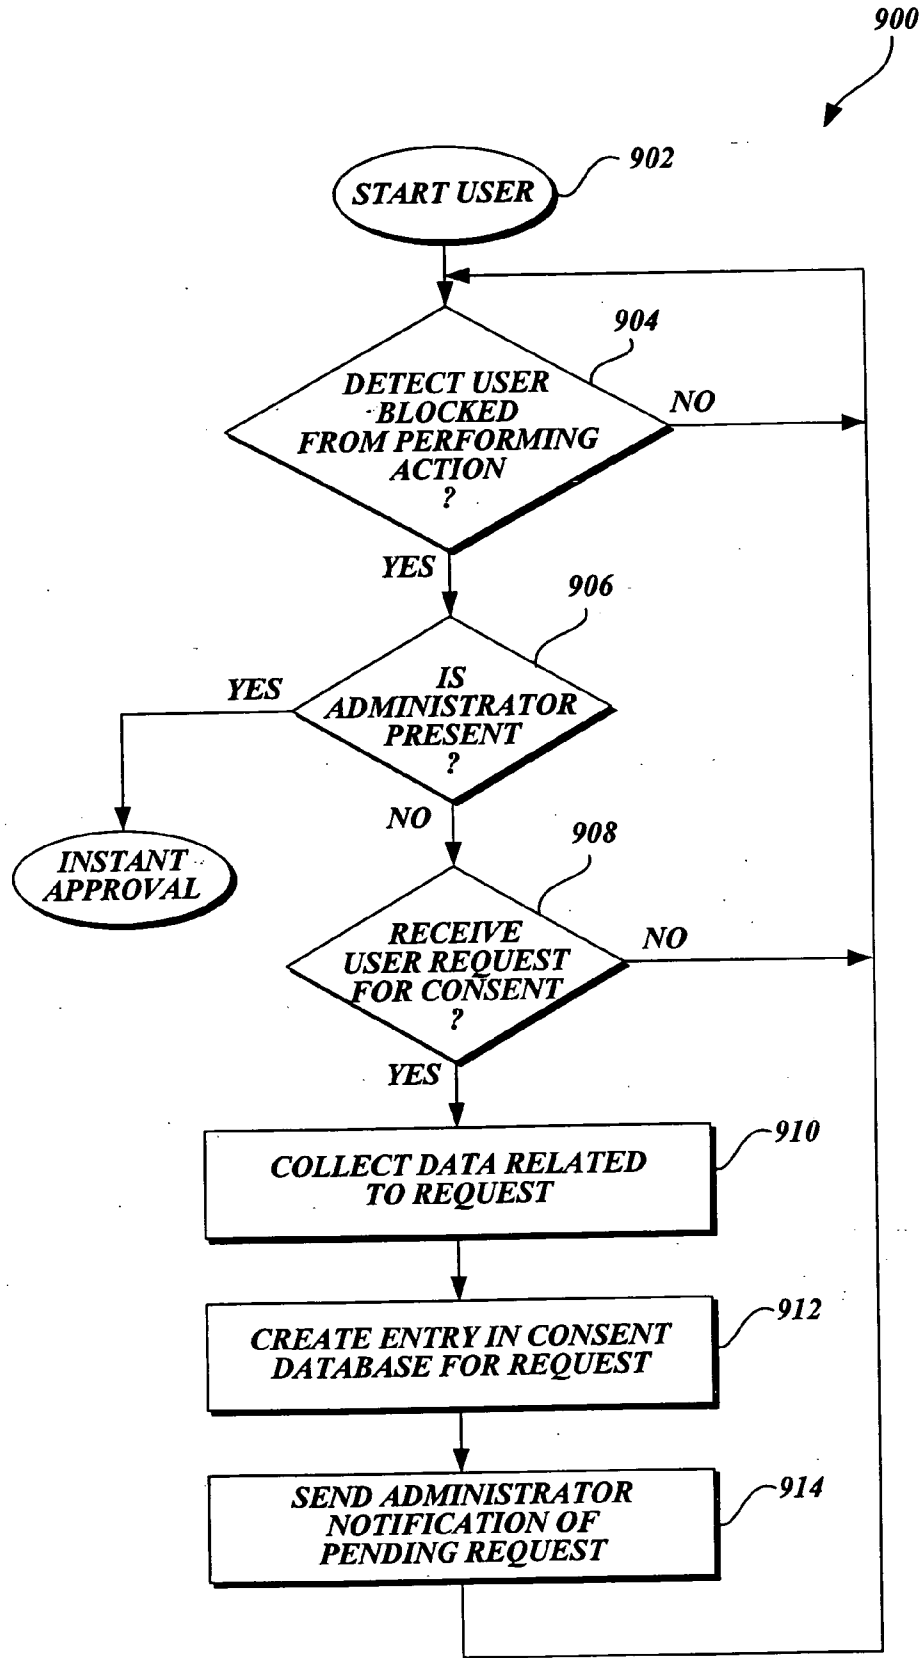 900
902
START USER
904
DETECT USER
BLOCKED
FROM PERFORMING
ACTION
?
NO
YES
906
IS
ADMINISTRATOR
PRESENT
?
YES
NO
INSTANT
APPROVAL
908
RECEIVE
USER REQUEST
FOR CONSENT
?
NO
YES
910
COLLECT DATA RELATED
TO REQUEST
912
CREATE ENTRY IN CONSENT
DATABASE FOR REQUEST
914
SEND ADMINISTRATOR
NOTIFICATION OF
PENDING REQUEST